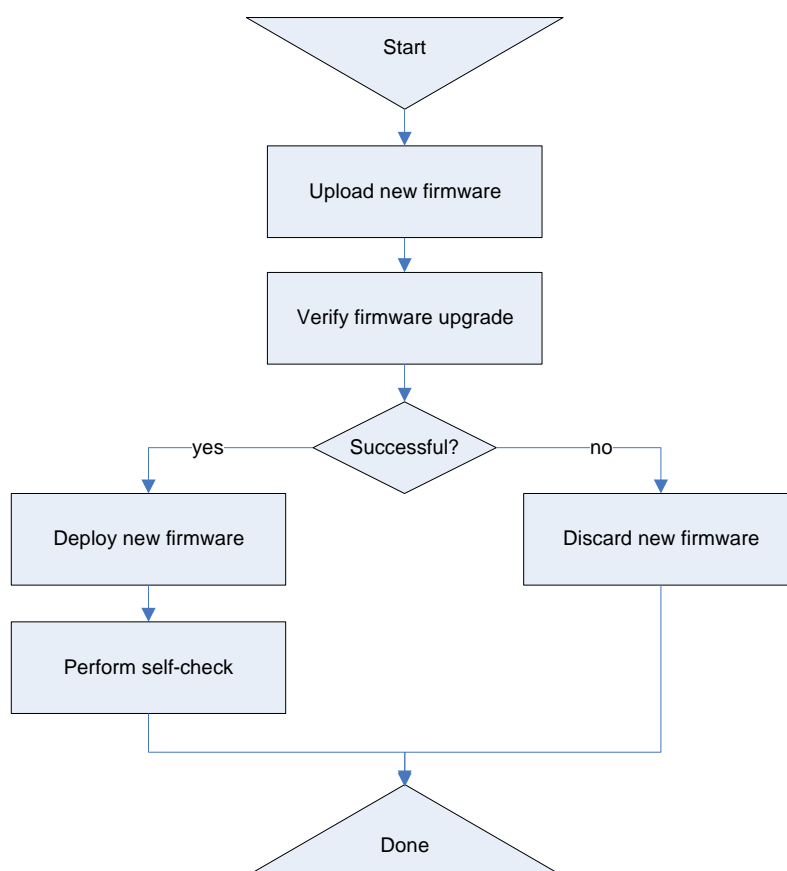 Start
Upload new firmware
Verify firmware upgrade
Successful?
yes
no
Deploy new firmware
Discard new firmware
Perform self-check
Done